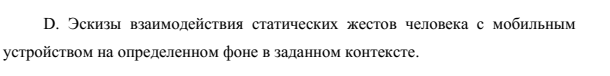 D. Эскизы взаимодействия статических жестов человека с мобильным
устройством на определенном фоне в заданном контексте.